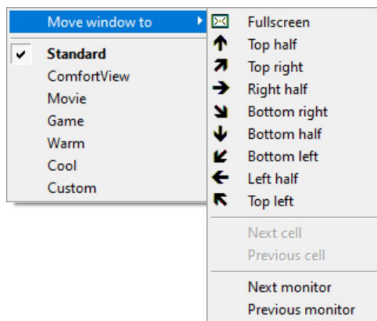 Move window to
Standard
ComfortView
Movie
Game
Warm
Cool
Custom
Fullscreen
Top half
Top right
Right half
Bottom right
Bottom half
Bottom left
Left half
Top left
Next cell
Previous cell
Next monitor
Previous monitor